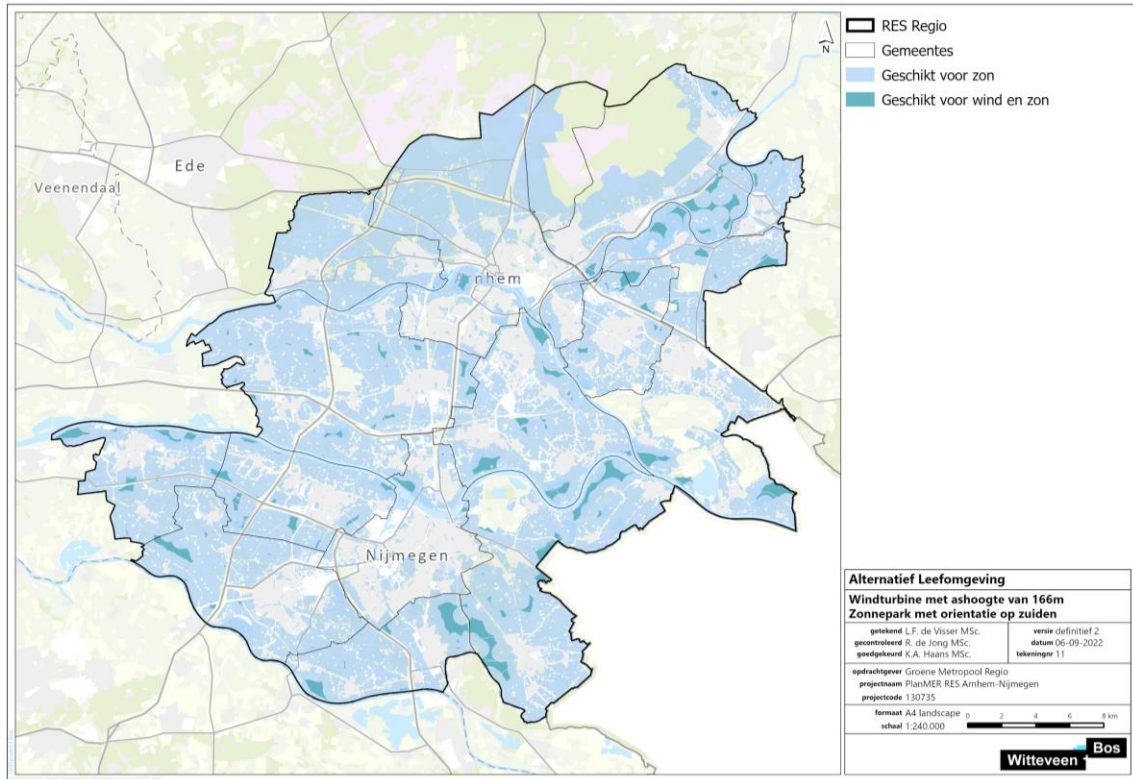 N
Ede
Veenendaal
nhem
Nijmegen
RES Regio
Gemeentes
Geschikt voor zon
Geschikt voor wind en zon
Alternatief Leefomgeving
Windturbine met ashoogte van 166m
Zonnepark met orientatie op zuiden
getekend L.F. de Visser MSc.
versie definitief 2
gecontroleerd R. de Jong MSc.
datum 06-09-2022
goedgekeurd K.A. Haans MSc.
tekeningnr 11
opdrachtgever Groene Metropool Regio
projectnaam PlanMER RES Arnhem-Nijmegen
projectcode 130735
formaat A4 landscape
0 2 4 6 8 km
schaal 1:240.000
Witteveen + Bos